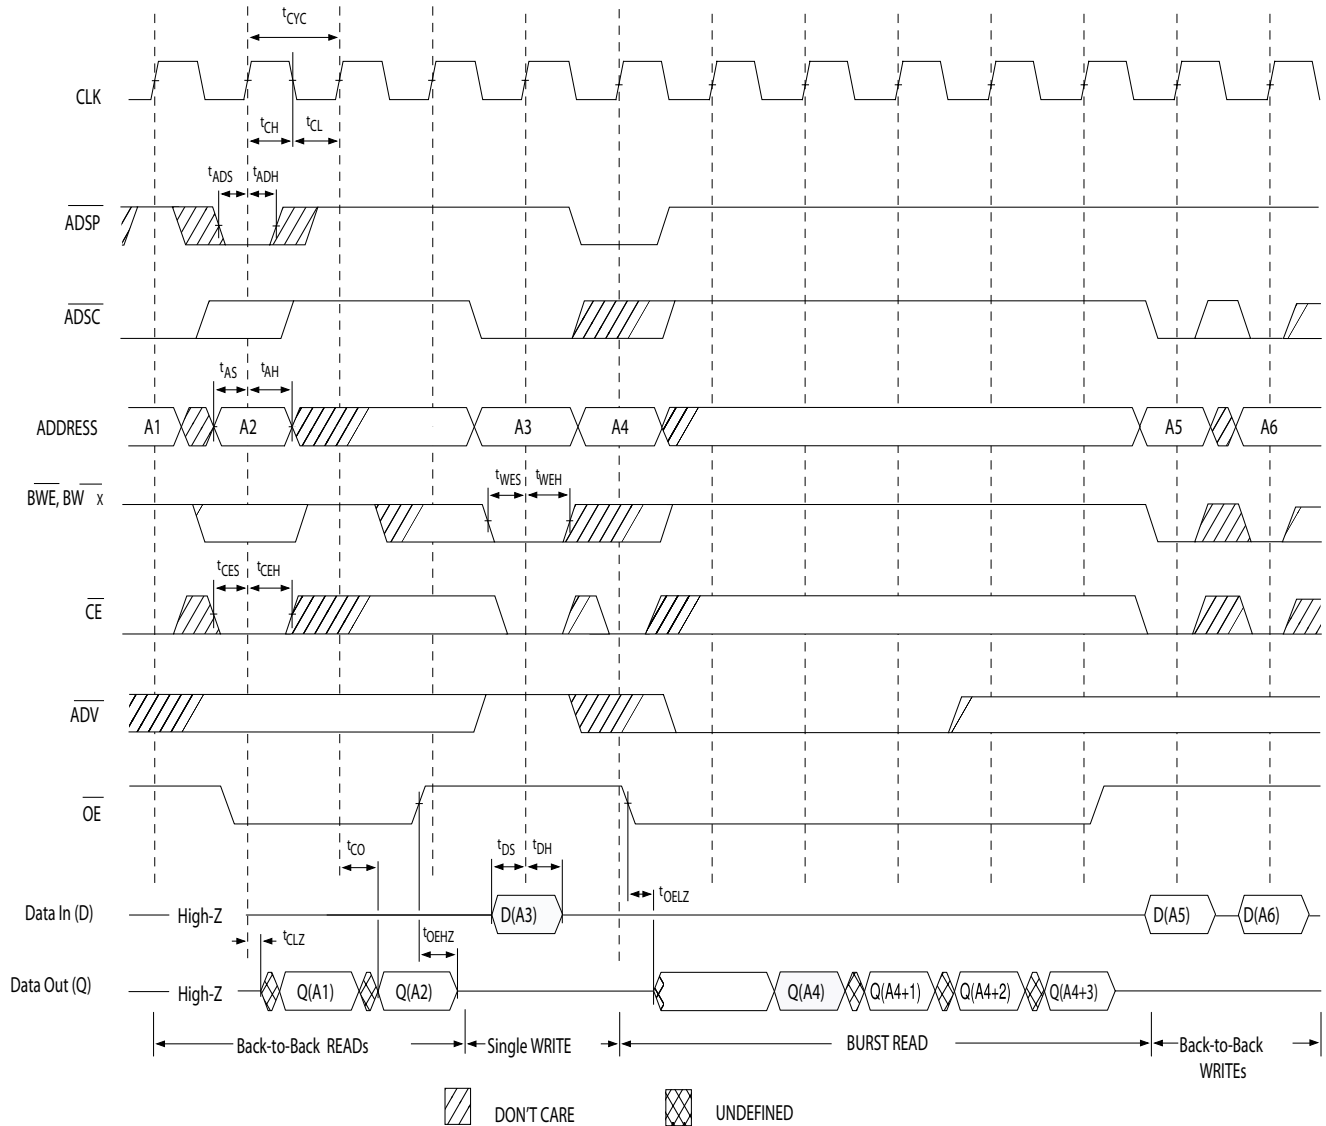 tCYC
CLK
tCH tCL
tADS tADH
ADSP
ADSC
tAS tAH
ADDRESS A1 A2 A3 A4 A5 A6
tWES tWEH
BWE, BW x
tCES tCEH
CE
ADV
OE
tCO tDS tDH
tOELZ
Data In (D) High-Z D(A3) D(A5) D(A6)
tCLZ tOEHZ
Data Out (Q) High-Z Q(A1) Q(A2) Q(A4) Q(A4+1) Q(A4+2) Q(A4+3)
Back-to-Back READs Single WRITE BURST READ Back-to-Back
WRITEs
DON'T CARE UNDEFINED